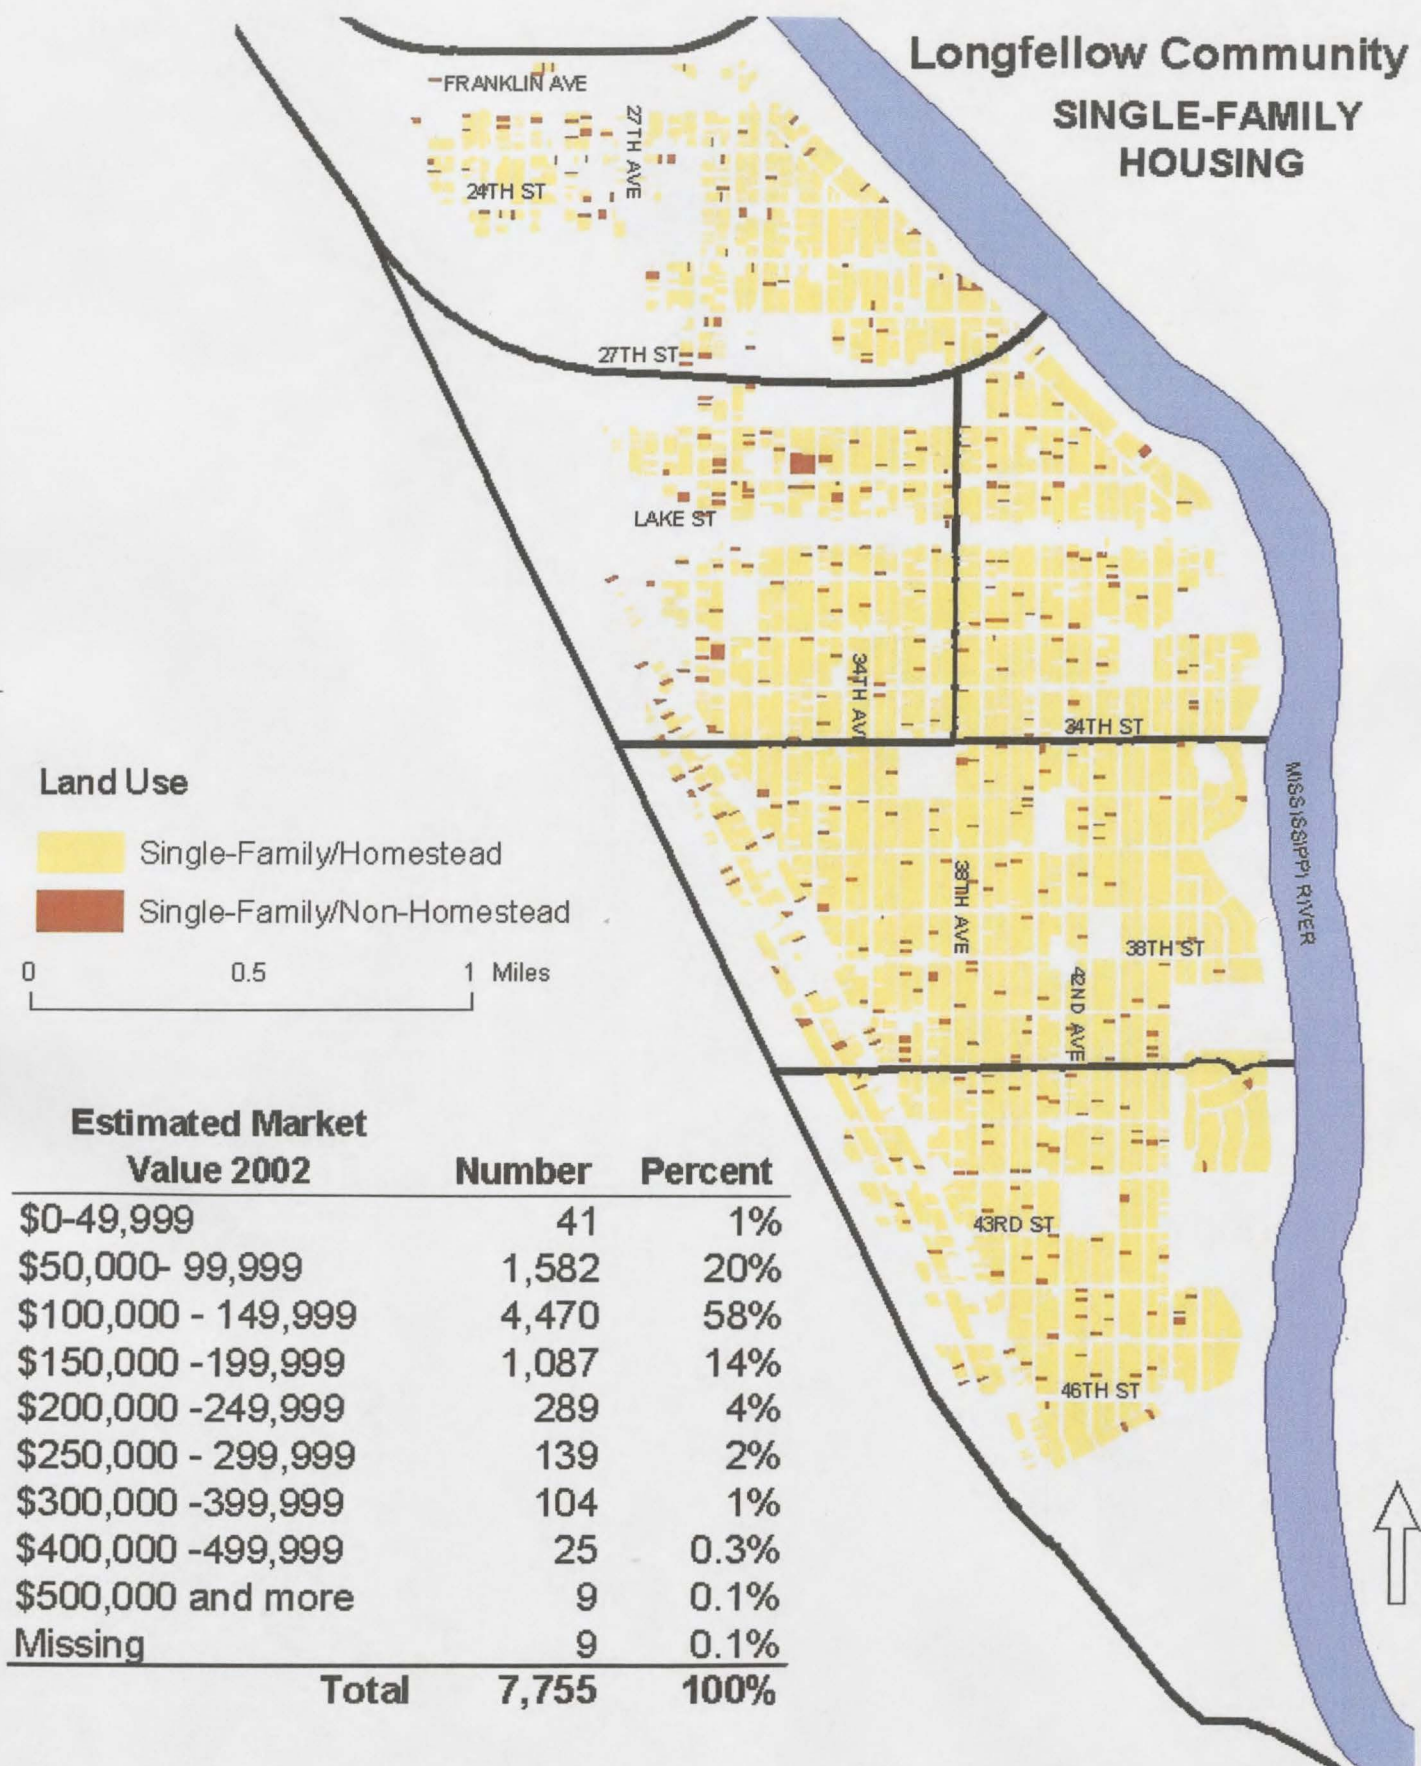 Longfellow Community
SINGLE-FAMILY
HOUSING
FRANKLIN AVE
27TH AVE
24TH ST
27TH ST
LAKE ST
34TH AV
34TH ST
MISSISSIPPI RIVER
38TH AVE
38TH ST
42ND AVE
43RD ST
46TH ST
Land Use
Single-Family/Homestead
Single-Family/Non-Homestead
0 0.5 1 Miles
Estimated Market
Value 2002 Number Percent
$0-49,999 41 1%
$50,000- 99,999 1,582 20%
$100,000 - 149,999 4,470 58%
$150,000 -199,999 1,087 14%
$200,000 -249,999 289 4%
$250,000 - 299,999 139 2%
$300,000 -399,999 104 1%
$400,000 -499,999 25 0.3%
$500,000 and more 9 0.1%
Missing 9 0.1%
Total 7,755 100%